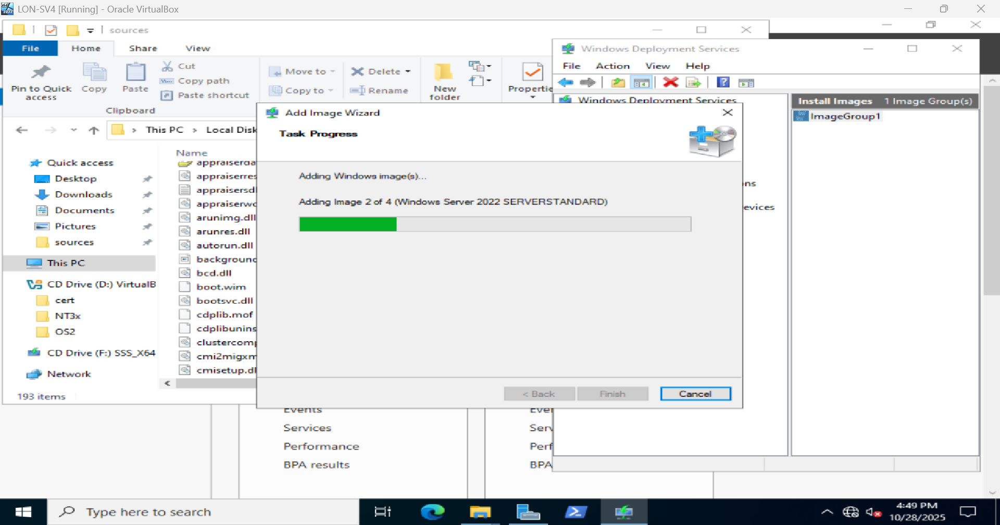 LON-SV4 [Running] - Oracle VirtualBox
sources
File
Home
Share
View
Pin to Quick access
Copy
Paste
Cut
Copy path
Paste shortcut
Clipboard
Move to
Copy to
Delete
Rename
New folder
Properti
This PC
Local Disk
Quick access
Desktop
Downloads
Documents
Pictures
sources
This PC
CD Drive (D:) VirtualB
cert
NT3x
OS2
CD Drive (F:) SSS_X64
Network
193 items
Name
appraiserda
appraiserres
appraisersdl
appraiserwc
arunimg.dll
arunres.dll
autorun.dll
background
bcd.dll
boot.wim
bootsvc.dll
cdplib.mof
cdplibunins
clustercomp
cmi2migxm
cmisetup.dl
Windows Deployment Services
File
Action
View
Help
Windows Deployment Services
Install Images 1 Image Group(s)
ImageGroup1
ns
evices
Add Image Wizard
Task Progress
Adding Windows image(s)...
Adding Image 2 of 4 (Windows Server 2022 SERVERSTANDARD)
< Back
Finish
Cancel
Events
Services
Performance
BPA results
Ever
Serv
Perf
BPA
Type here to search
4:49 PM
10/28/2025